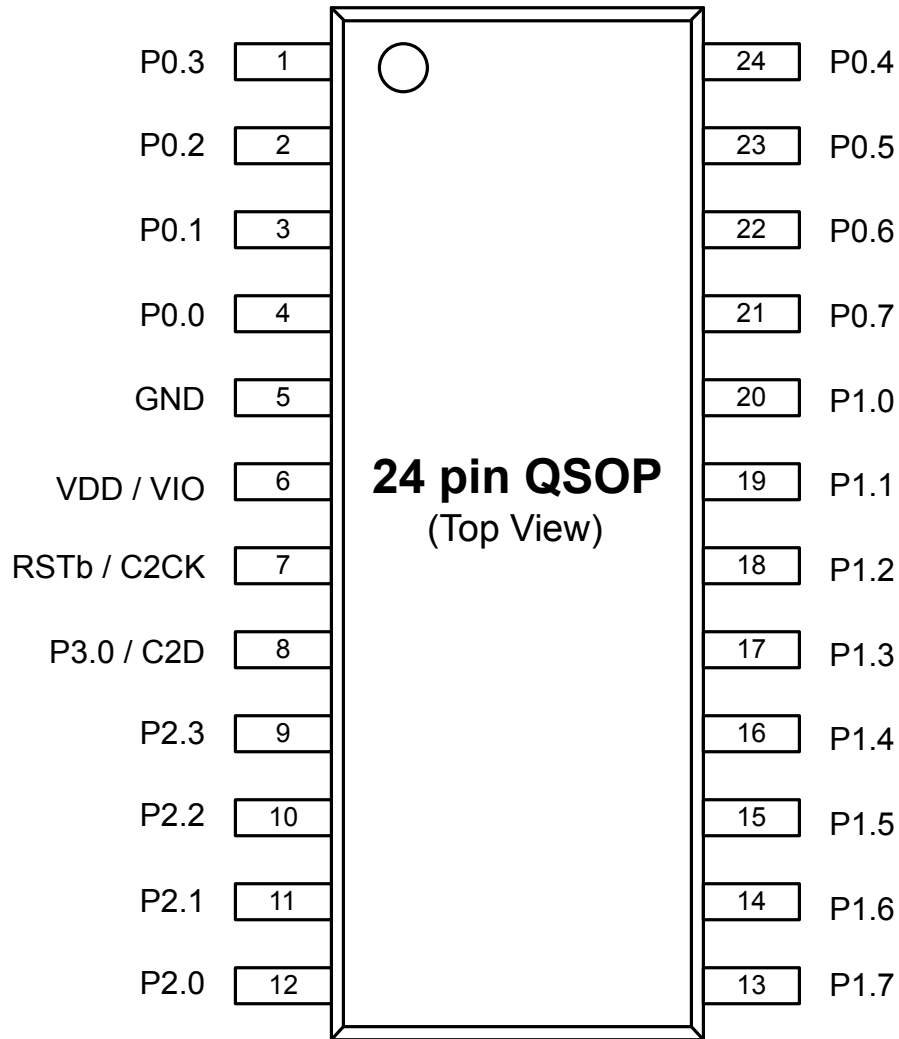 P0.3 1 24 P0.4
P0.2 2 23 P0.5
P0.1 3 22 P0.6
P0.0 4 21 P0.7
GND 5 20 P1.0
VDD / VIO 6 19 P1.1
24 pin QSOP
(Top View)
RSTb / C2CK 7 18 P1.2
P3.0 / C2D 8 17 P1.3
P2.3 9 16 P1.4
P2.2 10 15 P1.5
P2.1 11 14 P1.6
P2.0 12 13 P1.7